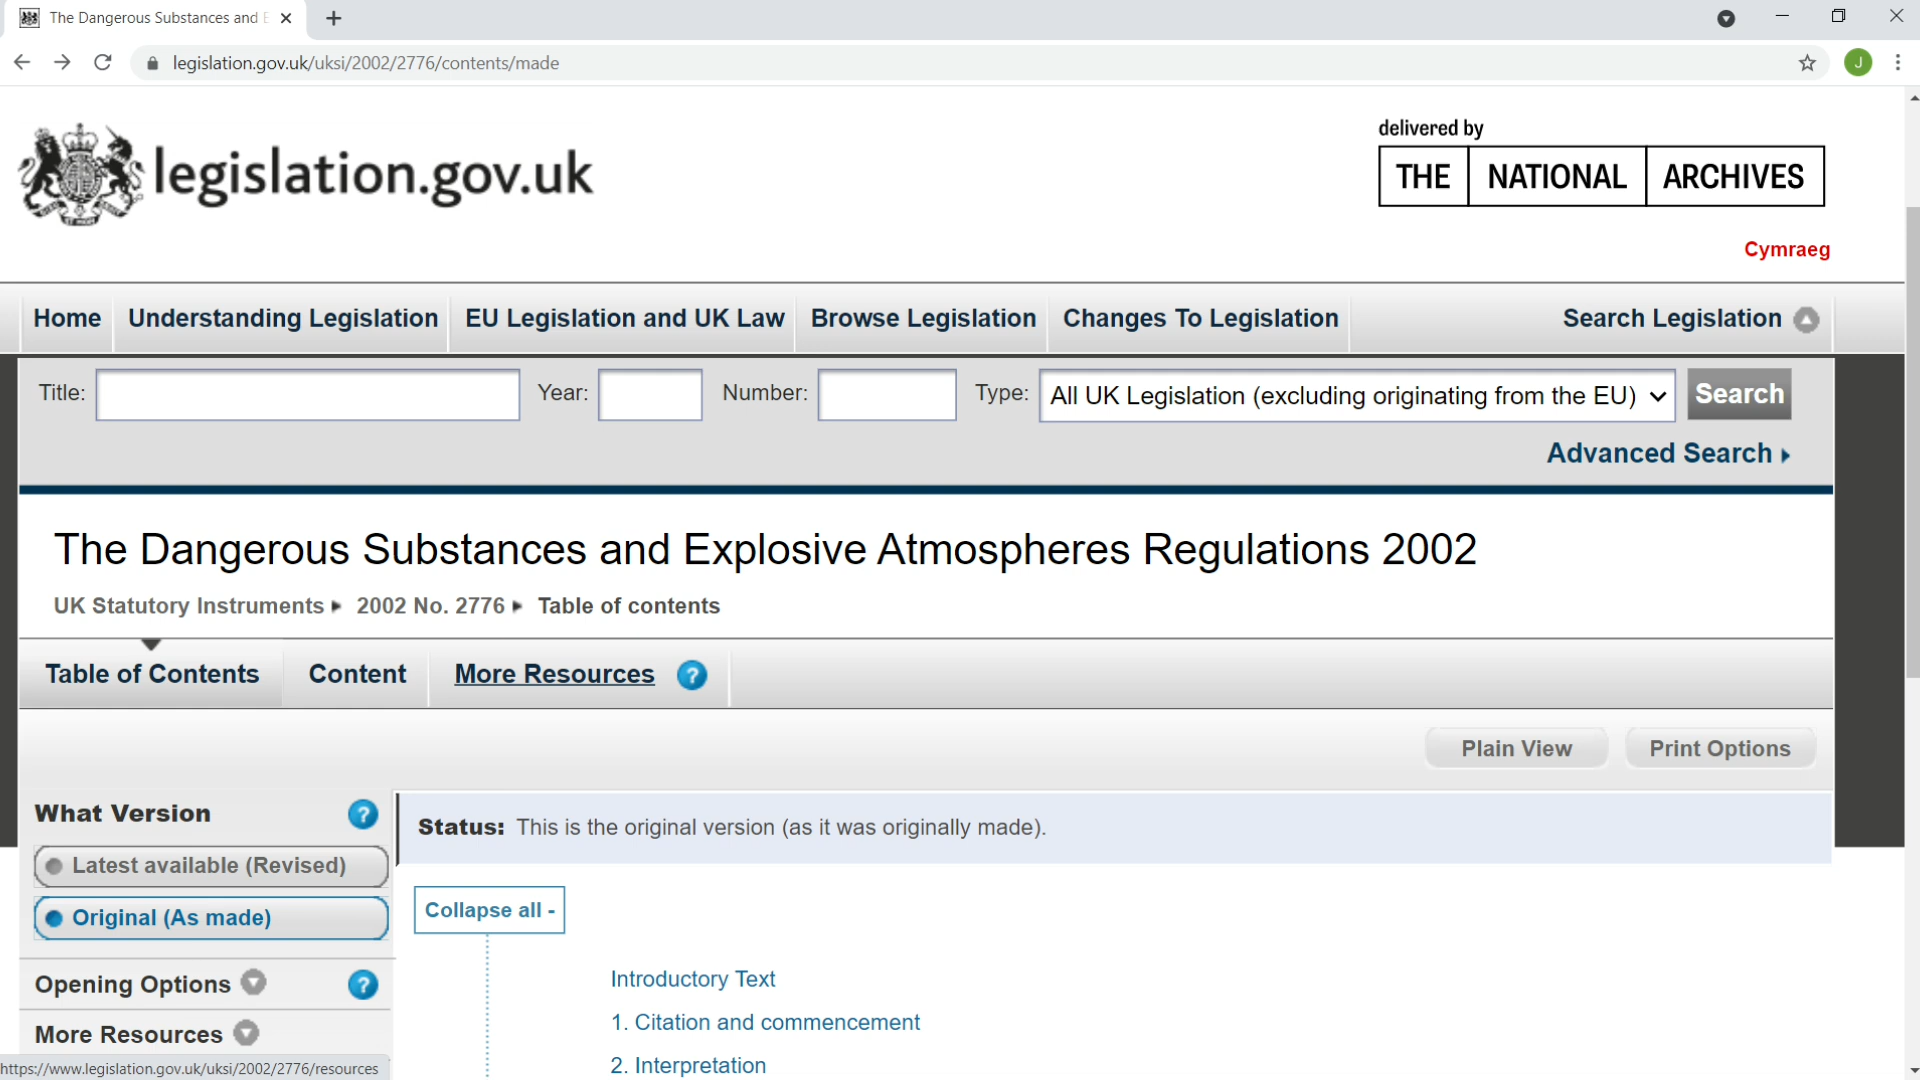 The Dangerous Substances and E
legislation.gov.uk/uksi/2002/2776/contents/made
J
legislation.gov.uk
delivered by
THE NATIONAL ARCHIVES
Cymraeg
Home Understanding Legislation EU Legislation and UK Law Browse Legislation Changes To Legislation Search Legislation
Title: Year: Number: Type: All UK Legislation (excluding originating from the EU) Search
Advanced Search
The Dangerous Substances and Explosive Atmospheres Regulations 2002
UK Statutory Instruments 2002 No. 2776 Table of contents
Table of Contents Content More Resources ?
Plain View Print Options
What Version ?
Status: This is the original version (as it was originally made).
Latest available (Revised)
Original (As made)
Collapse all -
Opening Options ?
Introductory Text
1. Citation and commencement
More Resources
2. Interpretation
https://www.legislation.gov.uk/uksi/2002/2776/resources